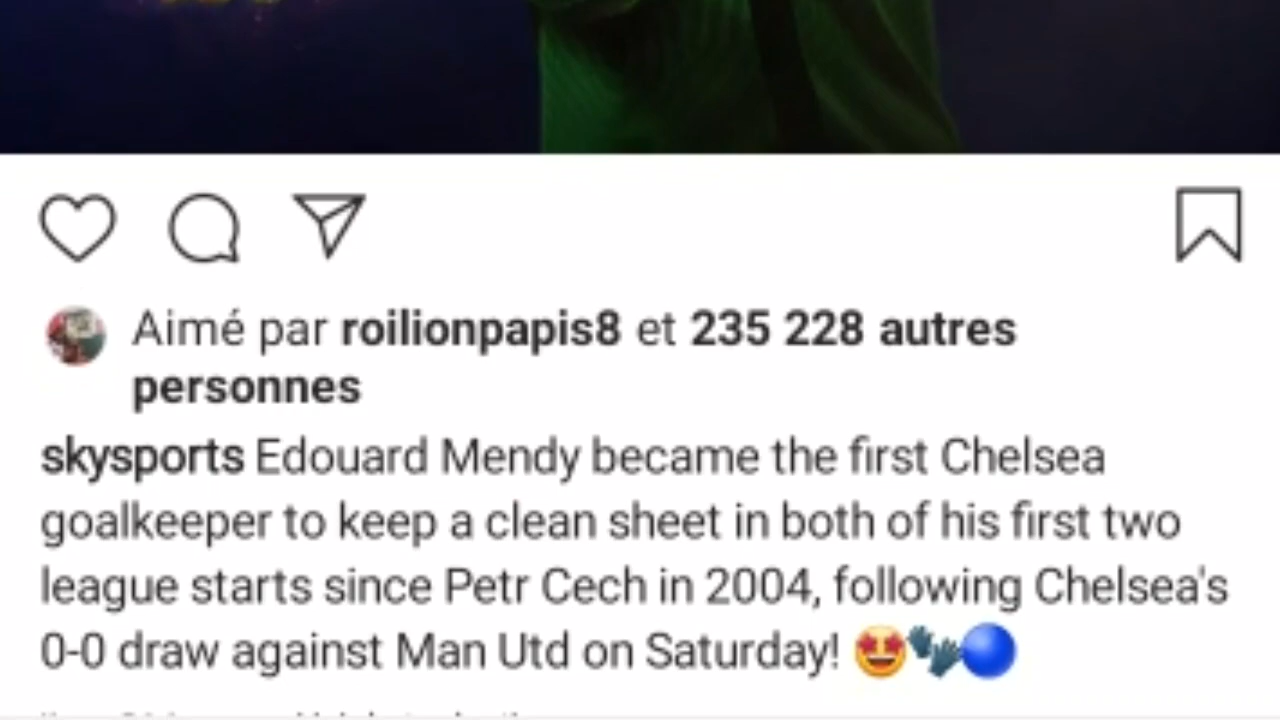 Aimé par roilionpapis8 et 235 228 autres
personnes
skysports Edouard Mendy became the first Chelsea
goalkeeper to keep a clean sheet in both of his first two
league starts since Petr Cech in 2004, following Chelsea's
0-0 draw against Man Utd on Saturday! 🤩🧤🔵